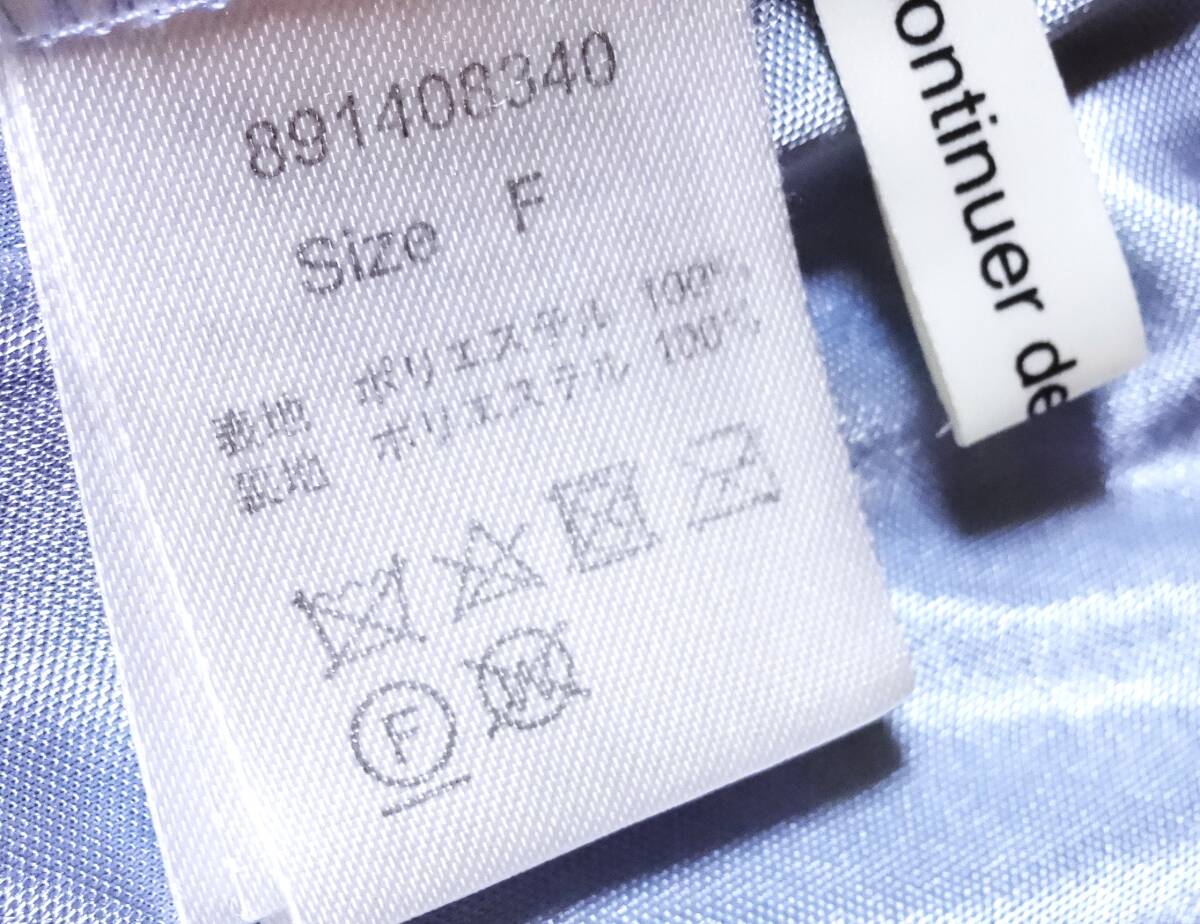 891408340
Size F
表地 ポリエステル 100%
裏地 ポリエステル 100%
F
W
ontinuer de